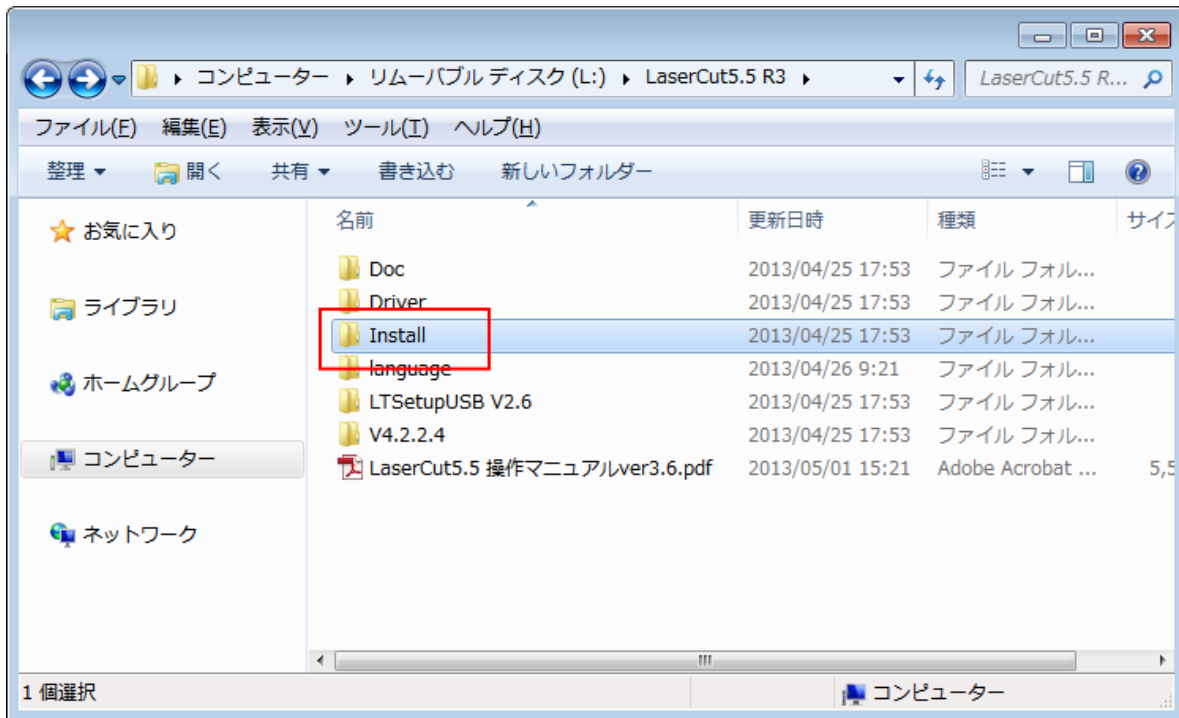 コンピューター ▸ リムーバブル ディスク (L:) ▸ LaserCut5.5 R3 ▸
LaserCut5.5 R...
ファイル(F) 編集(E) 表示(V) ツール(T) ヘルプ(H)
整理 開く 共有 書き込む 新しいフォルダー
名前 更新日時 種類 サイズ
お気に入り
ライブラリ
ホームグループ
コンピューター
ネットワーク
Doc 2013/04/25 17:53 ファイル フォル...
Driver 2013/04/25 17:53 ファイル フォル...
Install 2013/04/25 17:53 ファイル フォル...
language 2013/04/26 9:21 ファイル フォル...
LTSetupUSB V2.6 2013/04/25 17:53 ファイル フォル...
V4.2.2.4 2013/04/25 17:53 ファイル フォル...
LaserCut5.5 操作マニュアルver3.6.pdf 2013/05/01 15:21 Adobe Acrobat ... 5,5
1 個選択 コンピューター